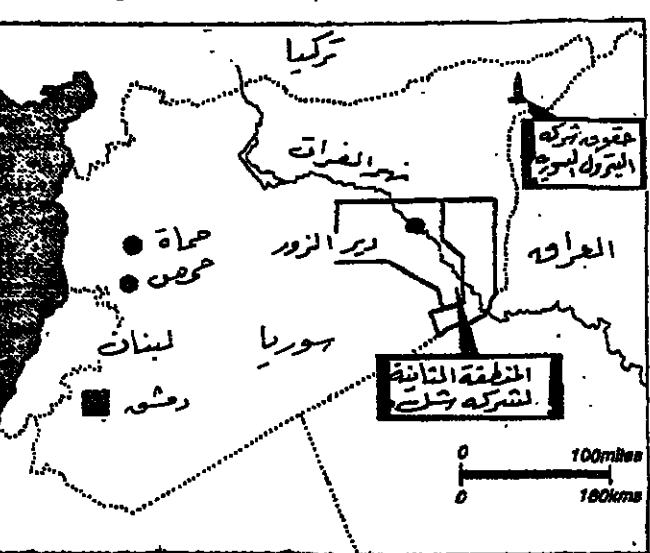 تركيا
حقوق شركة
البترول السورية
نهر الفرات
العراق
دير الزور
حماة
حمص
لبنان
سوريا
دمشق
المنطقة الثانية
لشركة شل
0 100miles
0 160kms